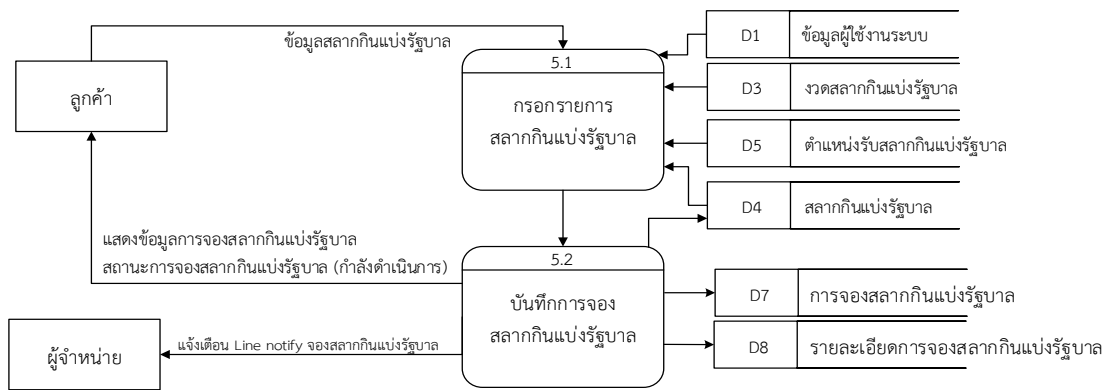 ข้อมูลสลากกินแบ่งรัฐบาล
D1 ข้อมูลผู้ใช้งานระบบ
5.1
ลูกค้า
กรอกรายการ
สลากกินแบ่งรัฐบาล
D3 งวดสลากกินแบ่งรัฐบาล
D5 ตำแหน่งรับสลากกินแบ่งรัฐบาล
D4 สลากกินแบ่งรัฐบาล
แสดงข้อมูลการจองสลากกินแบ่งรัฐบาล
สถานะการจองสลากกินแบ่งรัฐบาล (กำลังดำเนินการ)
5.2
บันทึกการจอง
สลากกินแบ่งรัฐบาล
D7 การจองสลากกินแบ่งรัฐบาล
D8 รายละเอียดการจองสลากกินแบ่งรัฐบาล
แจ้งเตือน Line notify จองสลากกินแบ่งรัฐบาล
ผู้จำหน่าย